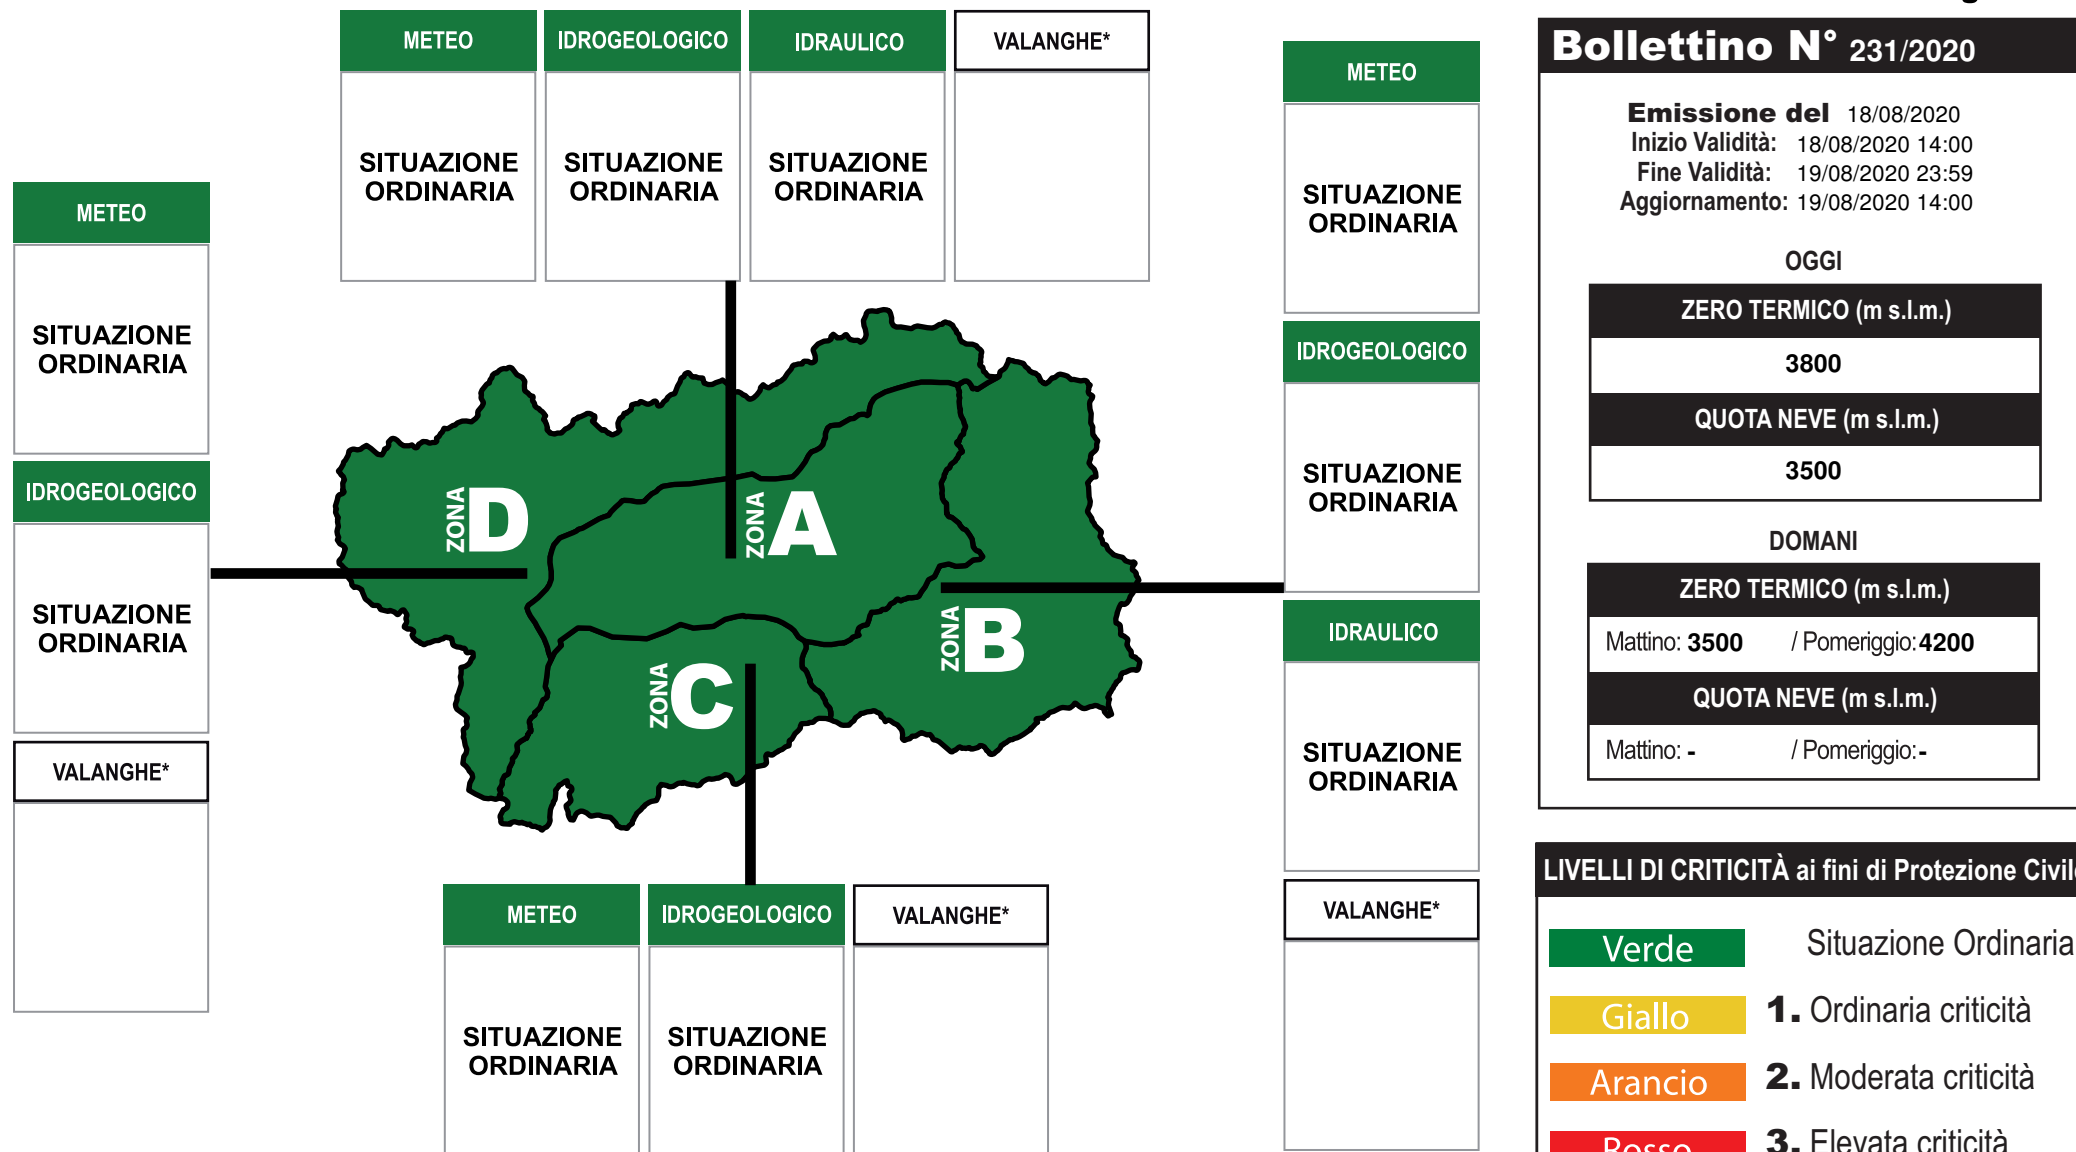 METEO
IDROGEOLOGICO
IDRAULICO
VALANGHE*
SITUAZIONE
ORDINARIA
SITUAZIONE
ORDINARIA
SITUAZIONE
ORDINARIA
METEO
SITUAZIONE
ORDINARIA
IDROGEOLOGICO
SITUAZIONE
ORDINARIA
VALANGHE*
ZONA D
ZONA A
ZONA B
ZONA C
METEO
SITUAZIONE
ORDINARIA
IDROGEOLOGICO
SITUAZIONE
ORDINARIA
IDRAULICO
SITUAZIONE
ORDINARIA
VALANGHE*
METEO
IDROGEOLOGICO
VALANGHE*
SITUAZIONE
ORDINARIA
SITUAZIONE
ORDINARIA
Bollettino N° 231/2020
Emissione del 18/08/2020
Inizio Validità: 18/08/2020 14:00
Fine Validità: 19/08/2020 23:59
Aggiornamento: 19/08/2020 14:00
OGGI
ZERO TERMICO (m s.l.m.)
3800
QUOTA NEVE (m s.l.m.)
3500
DOMANI
ZERO TERMICO (m s.l.m.)
Mattino: 3500 / Pomeriggio: 4200
QUOTA NEVE (m s.l.m.)
Mattino: - / Pomeriggio: -
LIVELLI DI CRITICITÀ ai fini di Protezione Civile
Verde Situazione Ordinaria
Giallo 1. Ordinaria criticità
Arancio 2. Moderata criticità
Rosso 3. Elevata criticità